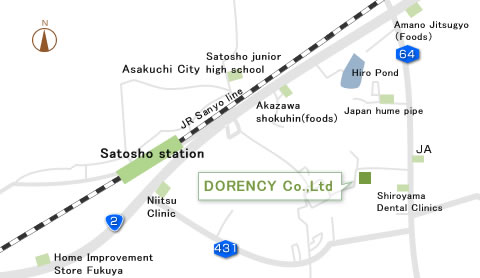 N
Amano Jitsugyo
(Foods)
64
Satosho junior
high school
Asakuchi City
Hiro Pond
JR Sanyo line
Akazawa
shokuhin(foods)
Japan hume pipe
JA
Satosho station
DORENCY Co.,Ltd
Niitsu
Clinic
Shiroyama
Dental Clinics
2
431
Home Improvement
Store Fukuya